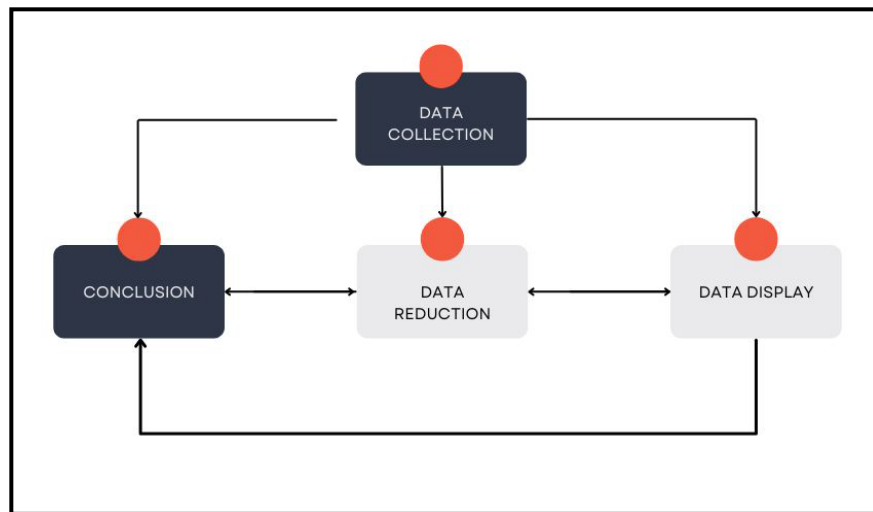 DATA
COLLECTION
CONCLUSION
DATA
REDUCTION
DATA DISPLAY